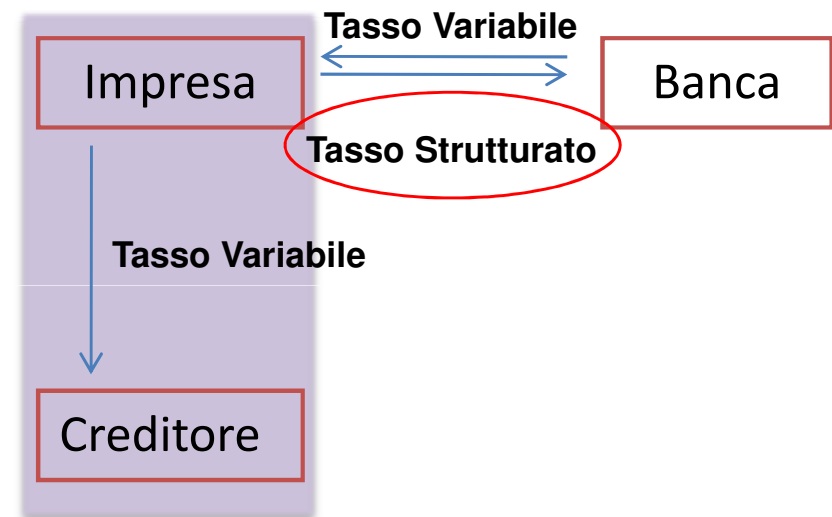 Tasso Variabile
Impresa
Banca
Tasso Strutturato
Tasso Variabile
Creditore